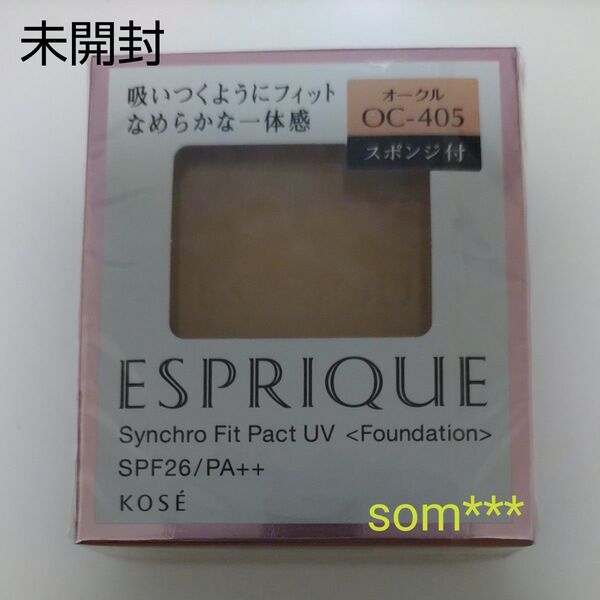 未開封
吸いつくようにフィット
なめらかな一体感
オークル
OC-405
スポンジ付
ESPRIQUE
ESPRIQUE
Synchro Fit Pact UV <Foundation>
SPF26/PA++
KOSÉ
som***